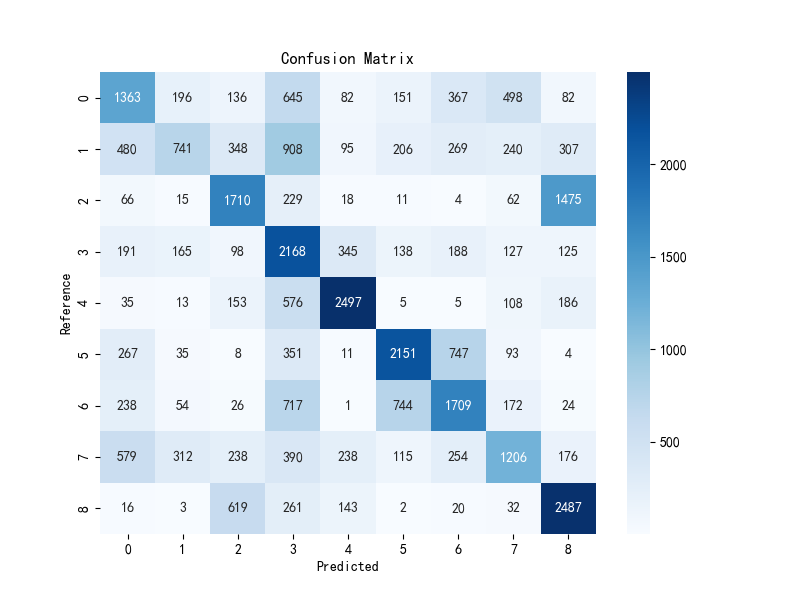 Confusion Matrix
0 1363 196 136 645 82 151 367 498 82
1 480 741 348 908 95 206 269 240 307
2 66 15 1710 229 18 11 4 62 1475
3 191 165 98 2168 345 138 188 127 125
4 35 13 153 576 2497 5 5 108 186
5 267 35 8 351 11 2151 747 93 4
6 238 54 26 717 1 744 1709 172 24
7 579 312 238 390 238 115 254 1206 176
8 16 3 619 261 143 2 20 32 2487
0 1 2 3 4 5 6 7 8
Predicted
Reference
2000
1500
1000
500